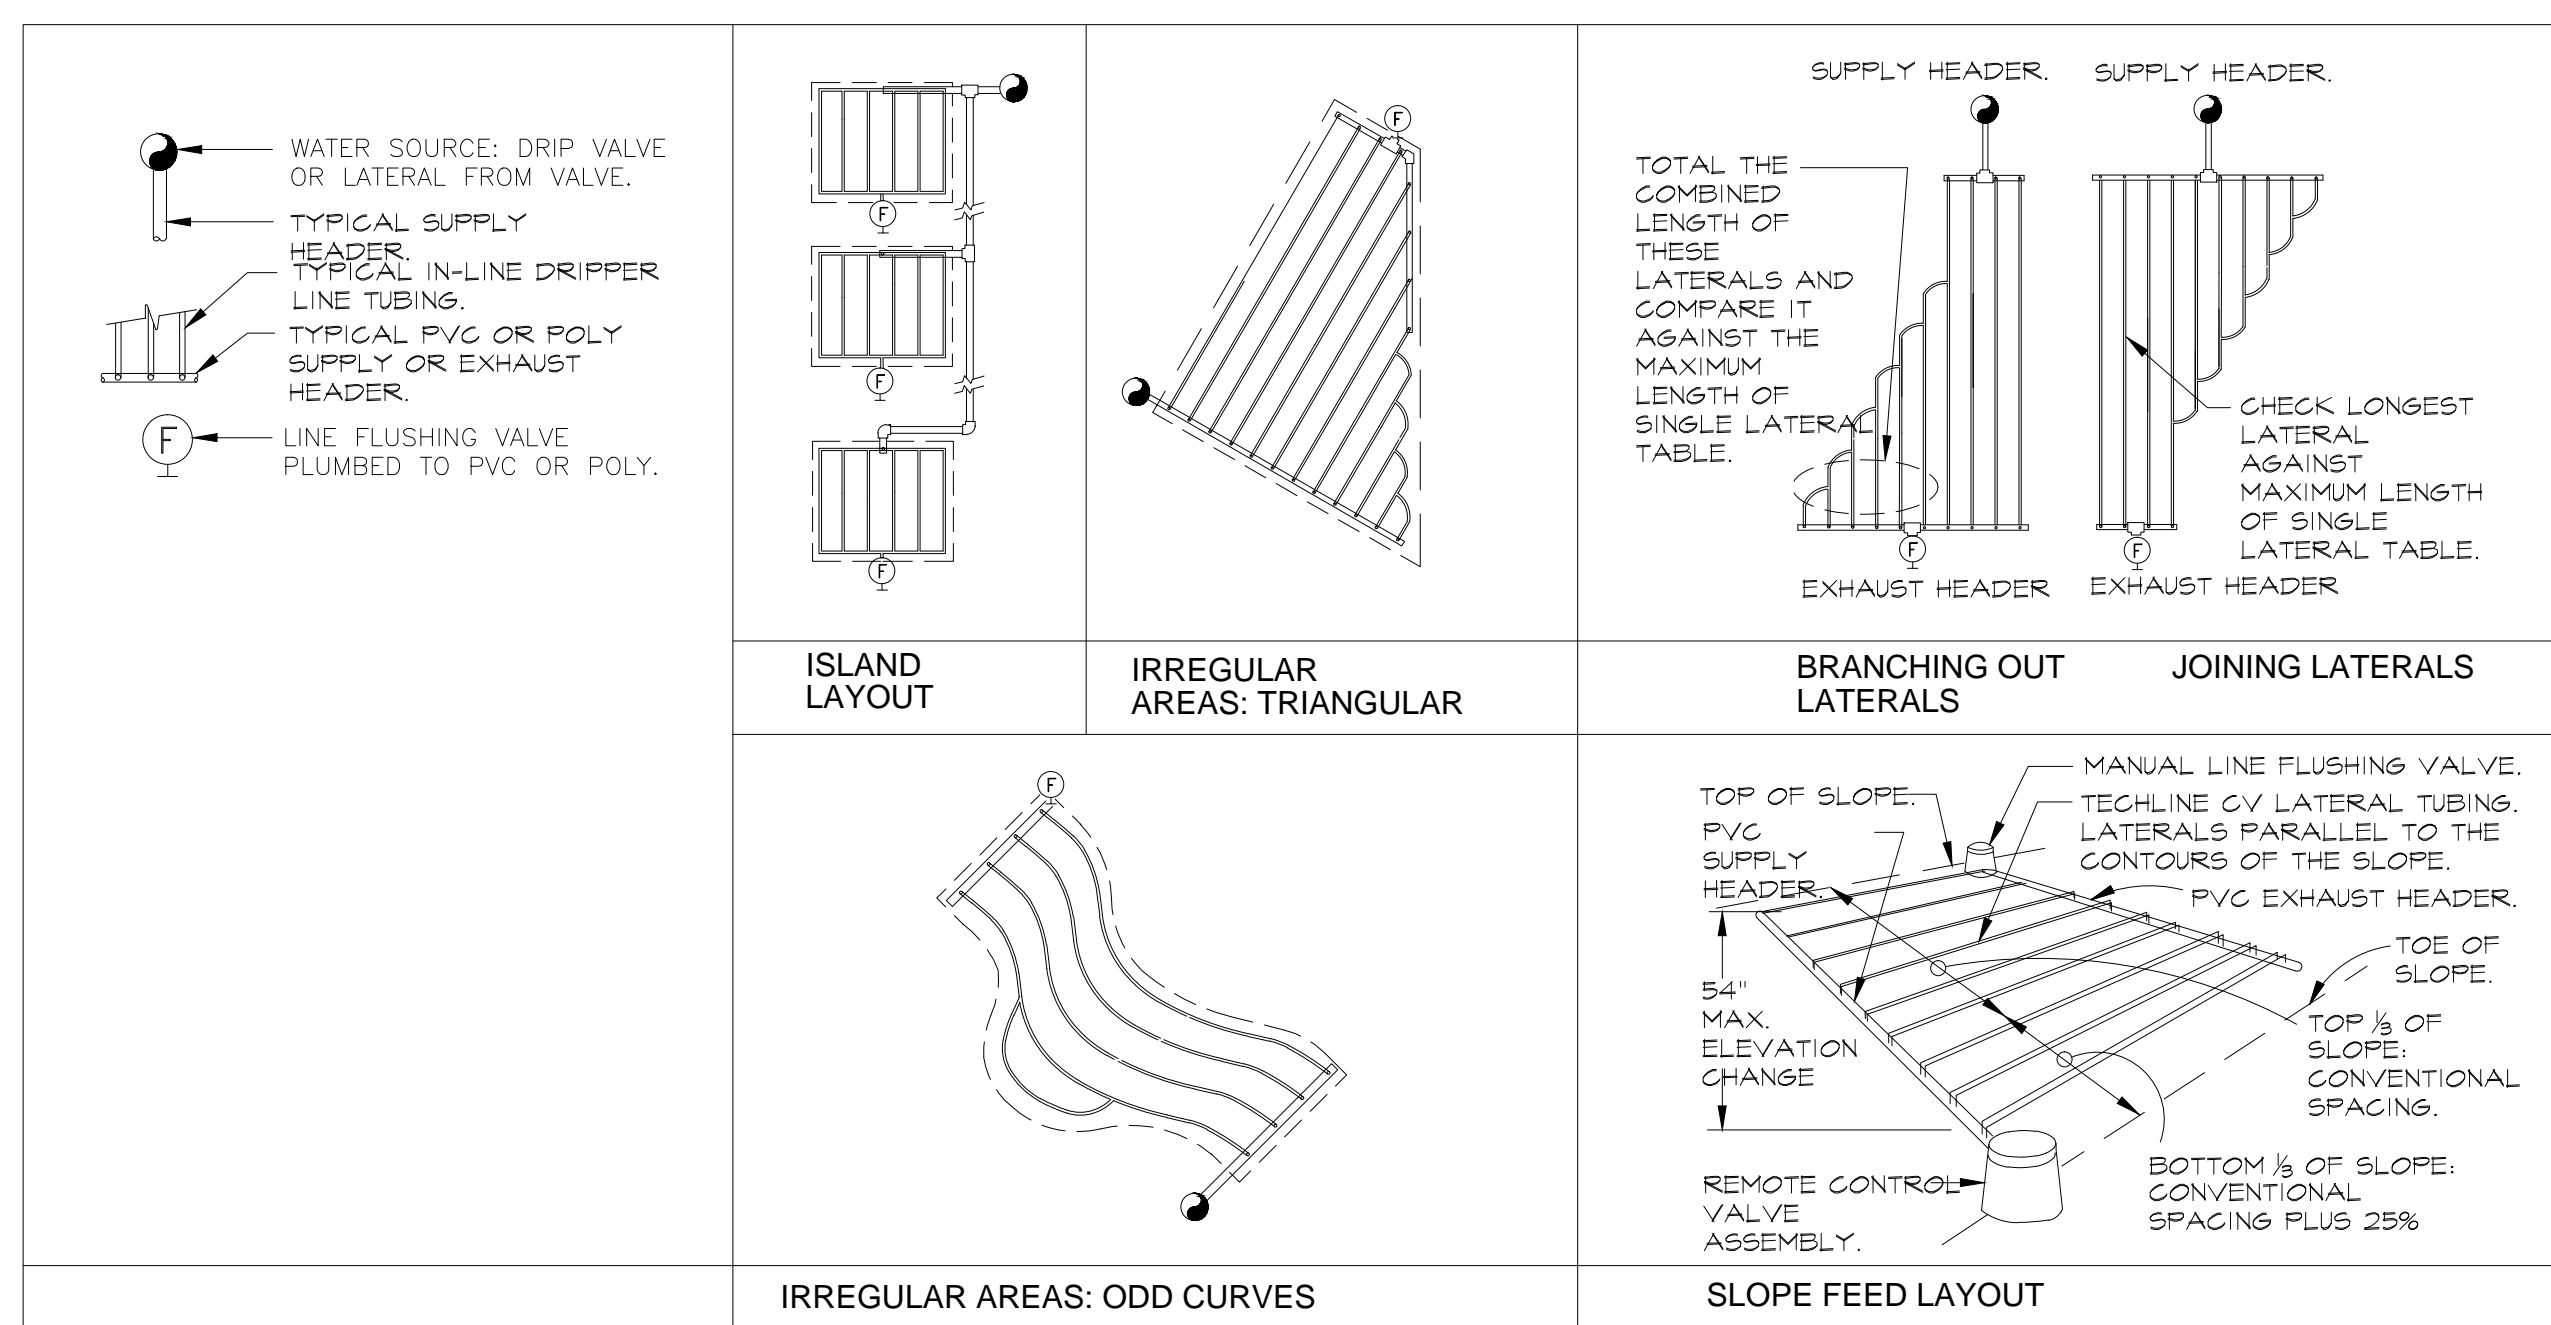 WATER SOURCE: DRIP VALVE
OR LATERAL FROM VALVE.
TYPICAL SUPPLY
HEADER.
TYPICAL IN-LINE DRIPPER
LINE TUBING.
TYPICAL PVC OR POLY
SUPPLY OR EXHAUST
HEADER.
F
LINE FLUSHING VALVE
PLUMBED TO PVC OR POLY.
F
F
F
ISLAND
LAYOUT
F
IRREGULAR
AREAS: TRIANGULAR
SUPPLY HEADER.
TOTAL THE
COMBINED
LENGTH OF
THESE
LATERALS AND
COMPARE IT
AGAINST THE
MAXIMUM
LENGTH OF
SINGLE LATERAL
TABLE.
F
EXHAUST HEADER
BRANCHING OUT
LATERALS
SUPPLY HEADER.
CHECK LONGEST
LATERAL
AGAINST
MAXIMUM LENGTH
OF SINGLE
LATERAL TABLE.
F
EXHAUST HEADER
JOINING LATERALS
F
IRREGULAR AREAS: ODD CURVES
MANUAL LINE FLUSHING VALVE.
TOP OF SLOPE.
TECHLINE CV LATERAL TUBING.
LATERALS PARALLEL TO THE
CONTOURS OF THE SLOPE.
PVC
SUPPLY
HEADER.
PVC EXHAUST HEADER.
TOE OF
SLOPE.
54"
MAX.
ELEVATION
CHANGE
TOP 1/3 OF
SLOPE:
CONVENTIONAL
SPACING.
BOTTOM 1/3 OF SLOPE:
CONVENTIONAL
SPACING PLUS 25%
REMOTE CONTROL
VALVE
ASSEMBLY.
SLOPE FEED LAYOUT